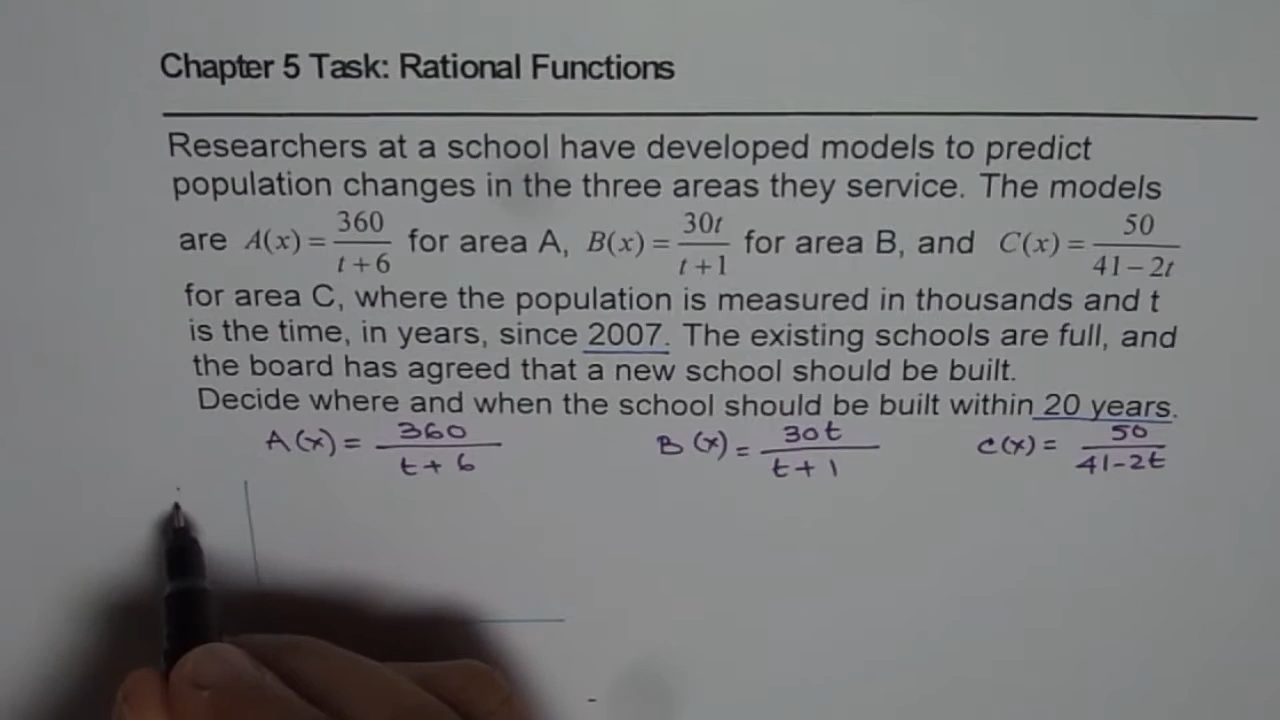 Chapter 5 Task: Rational Functions
Researchers at a school have developed models to predict
population changes in the three areas they service. The models
are A(x) = 360/(t + 6) for area A, B(x) = 30t/(t + 1) for area B, and C(x) = 50/(41 – 2t)
for area C, where the population is measured in thousands and t
is the time, in years, since 2007. The existing schools are full, and
the board has agreed that a new school should be built.
Decide where and when the school should be built within 20 years.
A(x) = 360/(t + 6) B(x) = 30t/(t + 1) C(x) = 50/(41 - 2t)